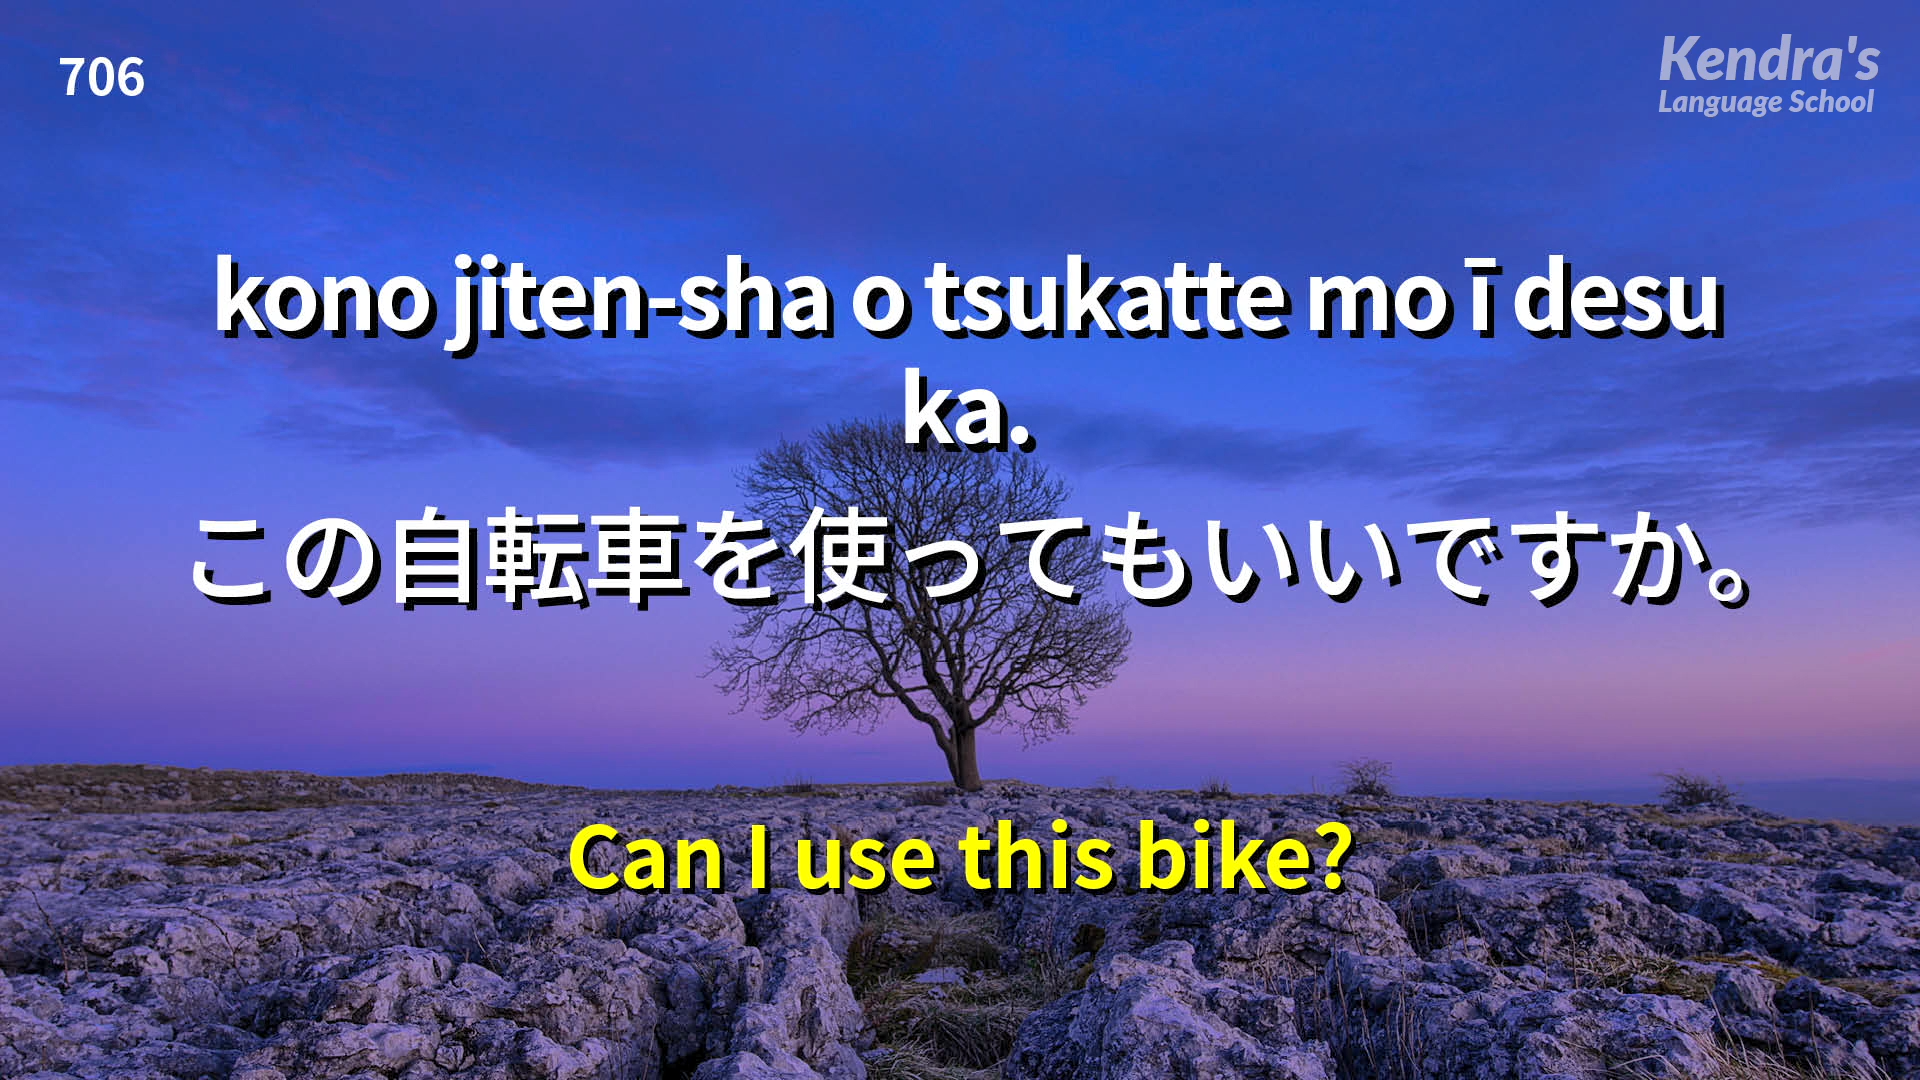 706
Kendra's
Language School
kono jiten-sha o tsukatte mo ī desu
ka.
この自転車を使ってもいいですか。
Can I use this bike?